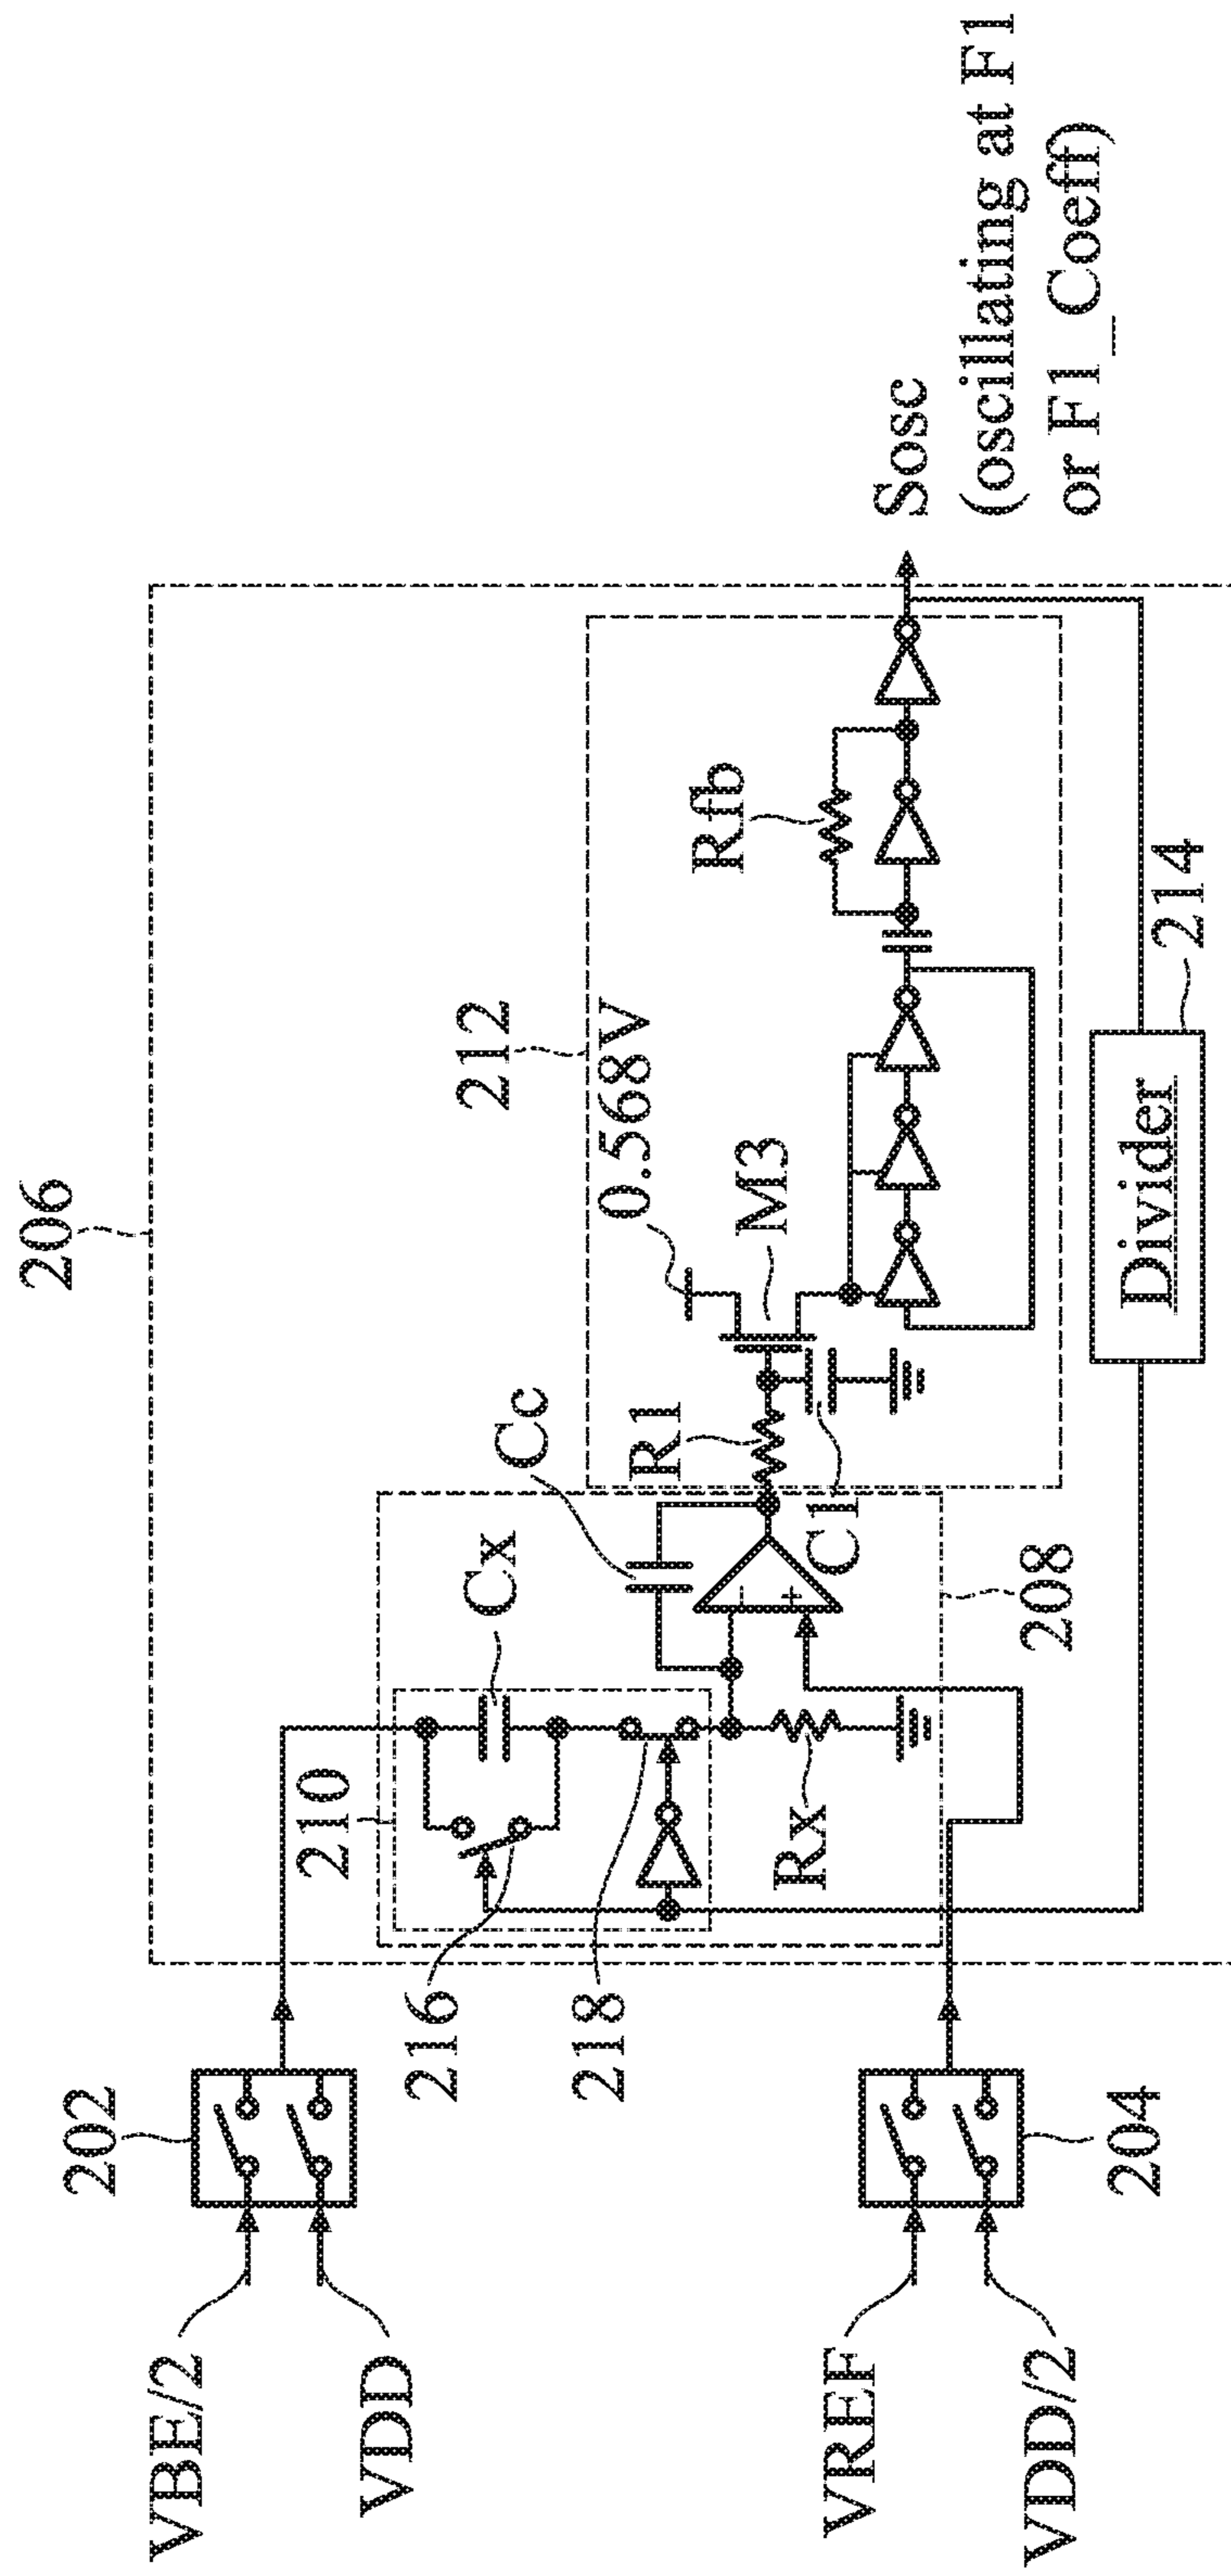 206
212
0.568V
M3
Rfb
Sosc
(oscillating at F1
or F1_Coeff)
Cc
R1
Cx
210
C1
208
Rx
216
218
Divider
214
202
VBE/2
VDD
204
VREF
VDD/2
-
+